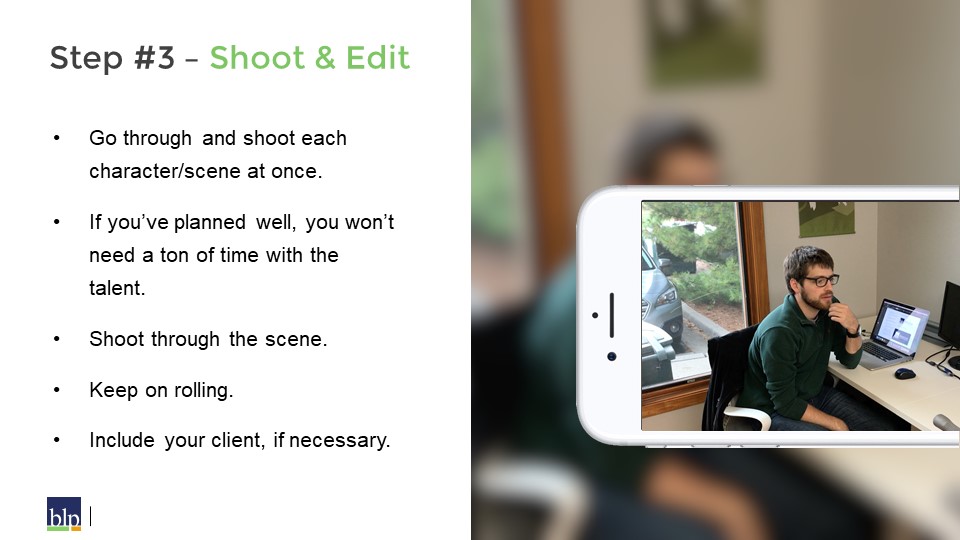 Step #3 – Shoot & Edit
• Go through and shoot each
character/scene at once.
• If you’ve planned well, you won’t
need a ton of time with the
talent.
• Shoot through the scene.
• Keep on rolling.
• Include your client, if necessary.
blp |